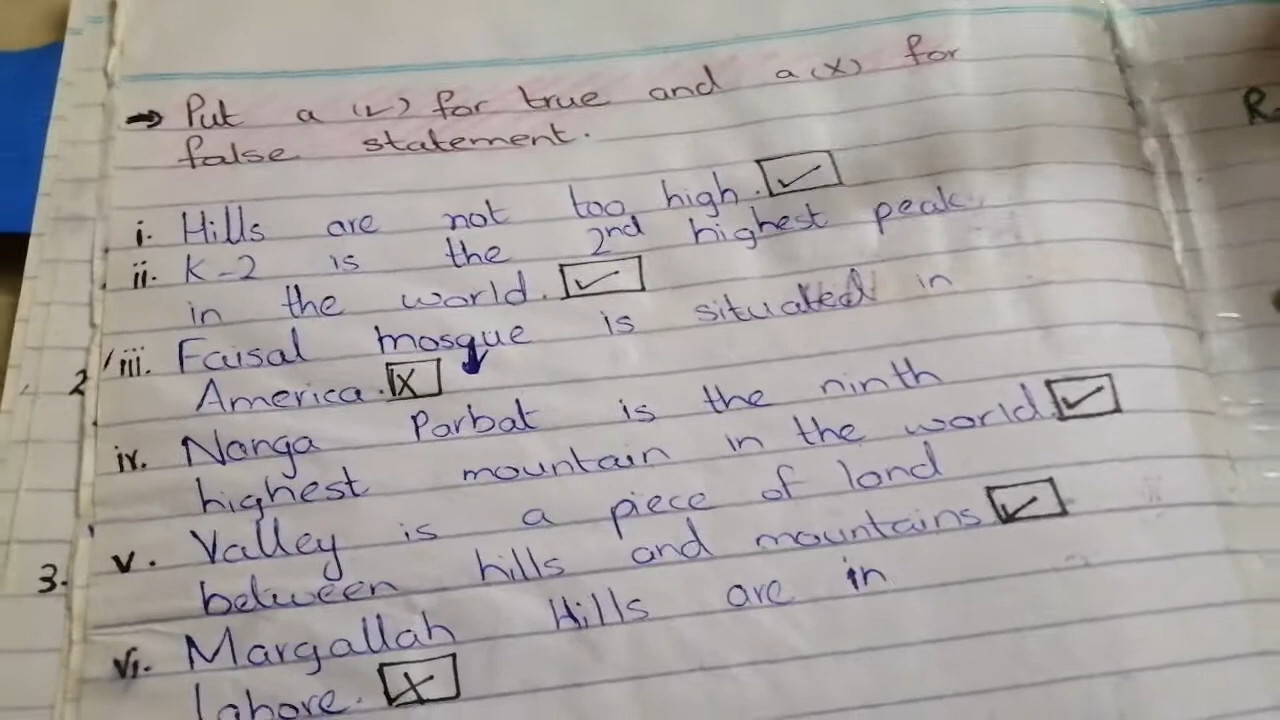 → Put a (✓) for true and a (X) for
false statement.
i. Hills are not too high. ✓
ii. K-2 is the 2nd highest peak
in the world. ✓
iii. Faisal mosque is situated in
2
America. X
iv. Nanga Parbat is the ninth
highest mountain in the world. ✓
v. Valley is a piece of land
3.
between hills and mountains ✓
vi. Margallah Hills are in
lahore. X
R